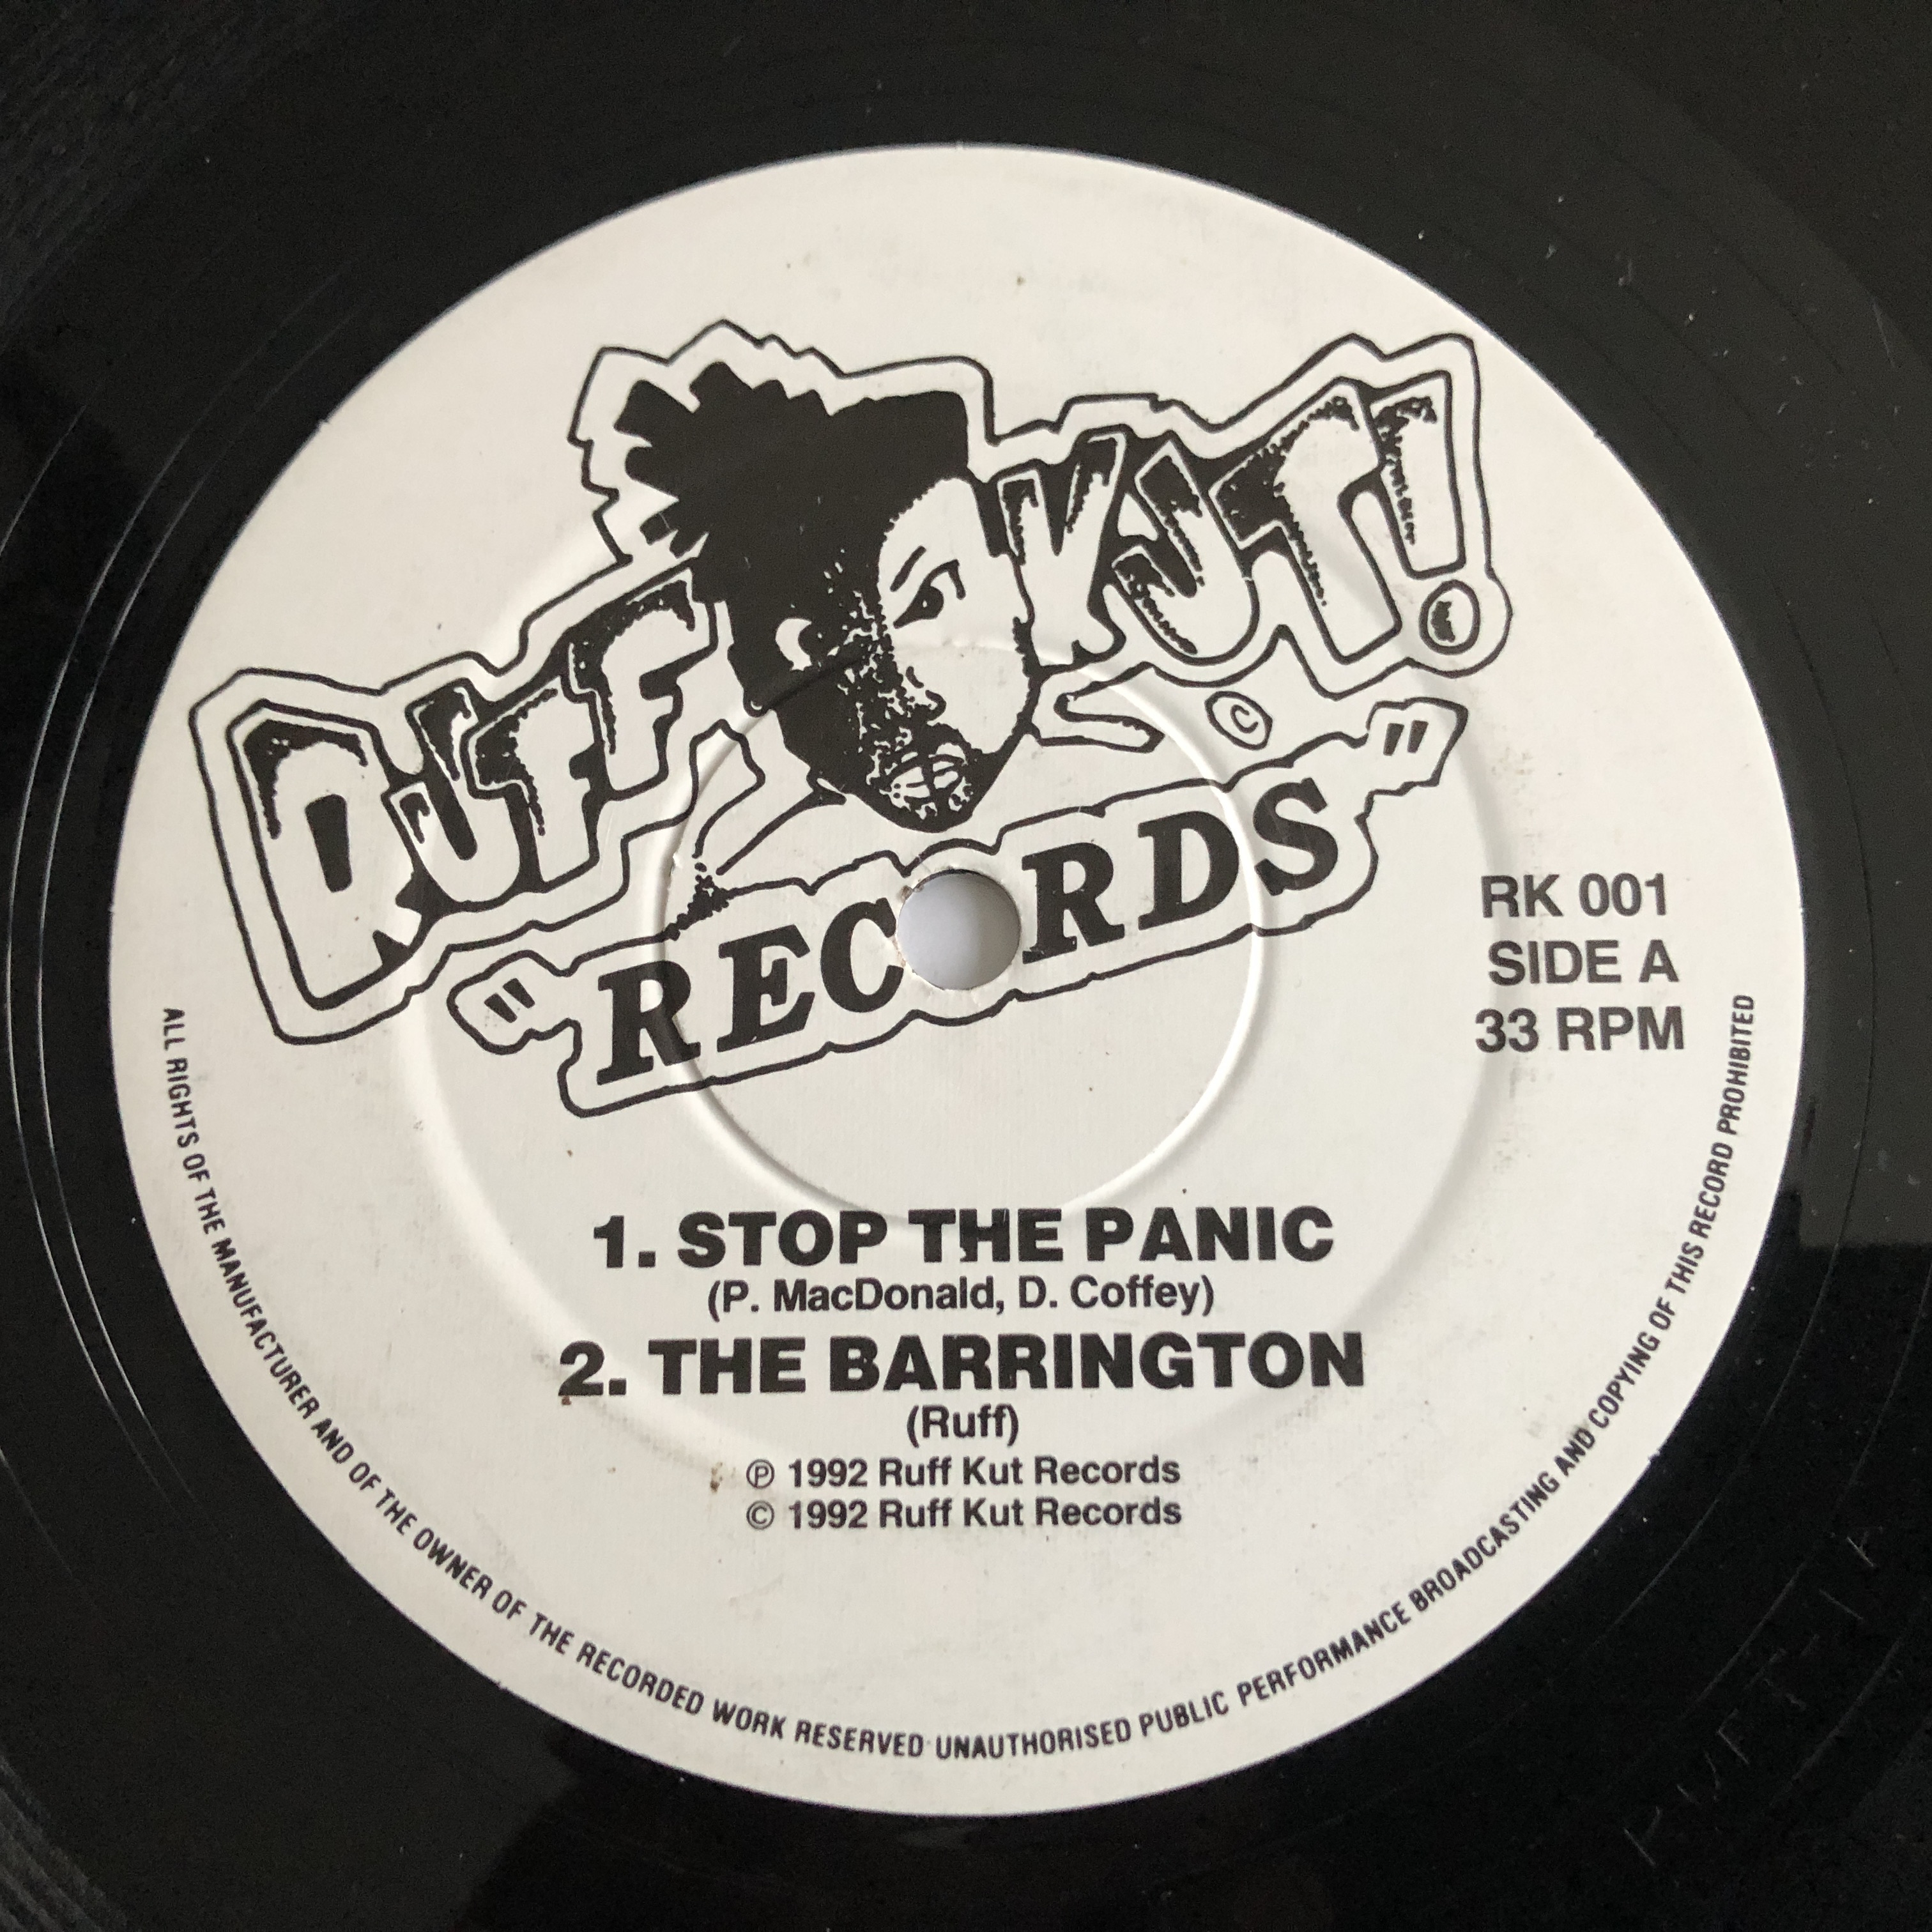 RUFF KUT!
©
"RECORDS"
RK 001
SIDE A
33 RPM
1. STOP THE PANIC
(P. MacDonald, D. Coffey)
2. THE BARRINGTON
(Ruff)
℗ 1992 Ruff Kut Records
© 1992 Ruff Kut Records
ALL RIGHTS OF THE MANUFACTURER AND OF THE OWNER OF THE RECORDED WORK RESERVED UNAUTHORISED PUBLIC PERFORMANCE BROADCASTING AND COPYING OF THIS RECORD PROHIBITED